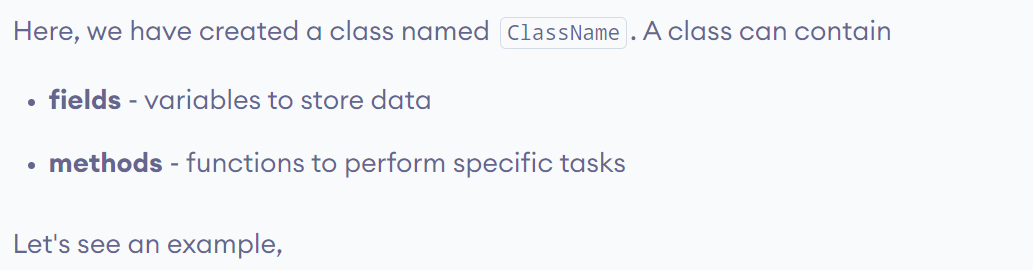 Here, we have created a class named ClassName. A class can contain
• fields - variables to store data
• methods - functions to perform specific tasks
Let's see an example,